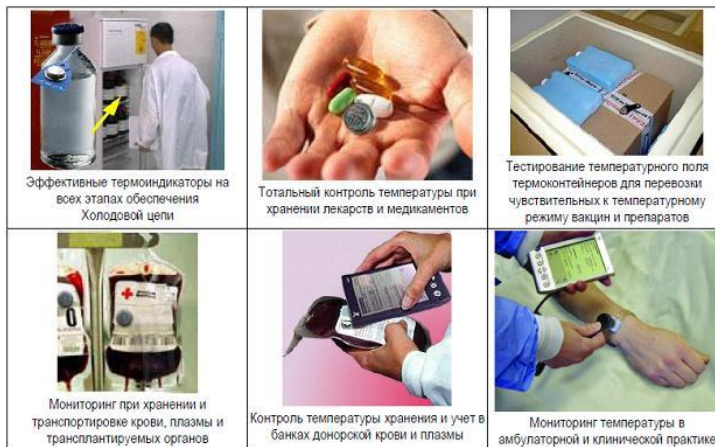 Эффективные термоиндикаторы на
всех этапах обеспечения
Холодовой цепи
Тотальный контроль температуры при
хранении лекарств и медикаментов
Тестирование температурного поля
термоконтейнеров для перевозки
чувствительных к температурному
режиму вакцин и препаратов
Мониторинг при хранении и
транспортировке крови, плазмы и
трансплантируемых органов
Контроль температуры хранения и учет в
банках донорской крови и плазмы
Мониторинг температуры в
амбулаторной и клинической практике